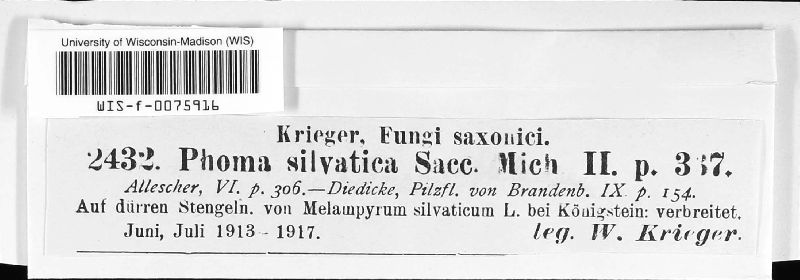 University of Wisconsin-Madison (WIS)
WIS-f-0075916
Krieger, Fungi saxonici.
2432. Phoma silvatica Sacc. Mich II. p. 337.
Allescher, VI. p. 306.—Diedicke, Pilzfl. von Brandenb. IX p. 154.
Auf dürren Stengeln. von Melampyrum silvaticum L. bei Königstein: verbreitet.
Juni, Juli 1913 - 1917.
leg. W. Krieger.